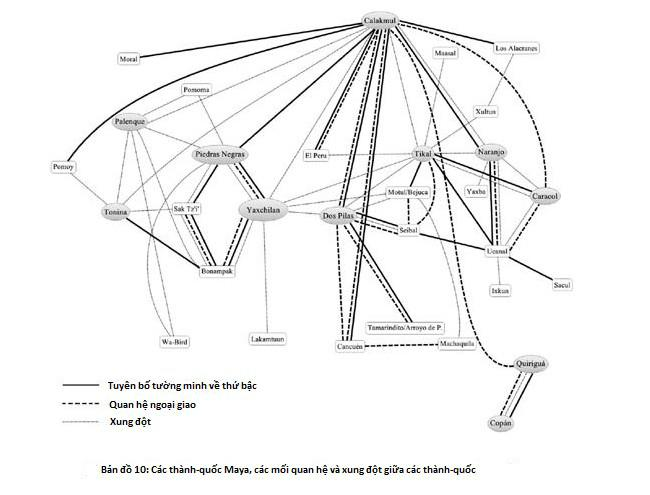 Calakmul
Moral
Maasal
Los Alacranes
Pomoma
Xultun
Palenque
Piedras Negras
El Peru
Tikal
Naranjo
Pomoy
Motul/Bejuca
Yaxha
Caracol
Tonina
Sak Tz'i'
Yaxchilan
Dos Pilas
Seibal
Ucanal
Bonampak
Ixkun
Sacul
Tamarindito/Arroyo de P.
Wa-Bird
Lakamtuun
Cancuén
Machaquila
Quiriguá
Copán
Tuyên bố tường minh về thứ bậc
Quan hệ ngoại giao
Xung đột
Bản đồ 10: Các thành-quốc Maya, các mối quan hệ và xung đột giữa các thành-quốc